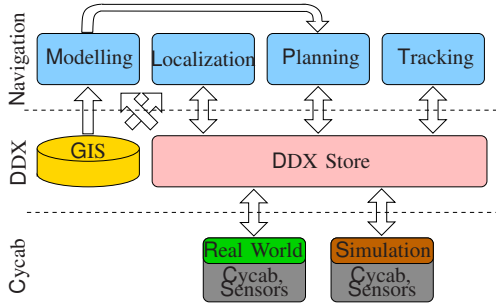 Navigation
Modelling
Localization
Planning
Tracking
DDX
GIS
DDX Store
Cycab
Real World
Cycab,
Sensors
Simulation
Cycab,
Sensors